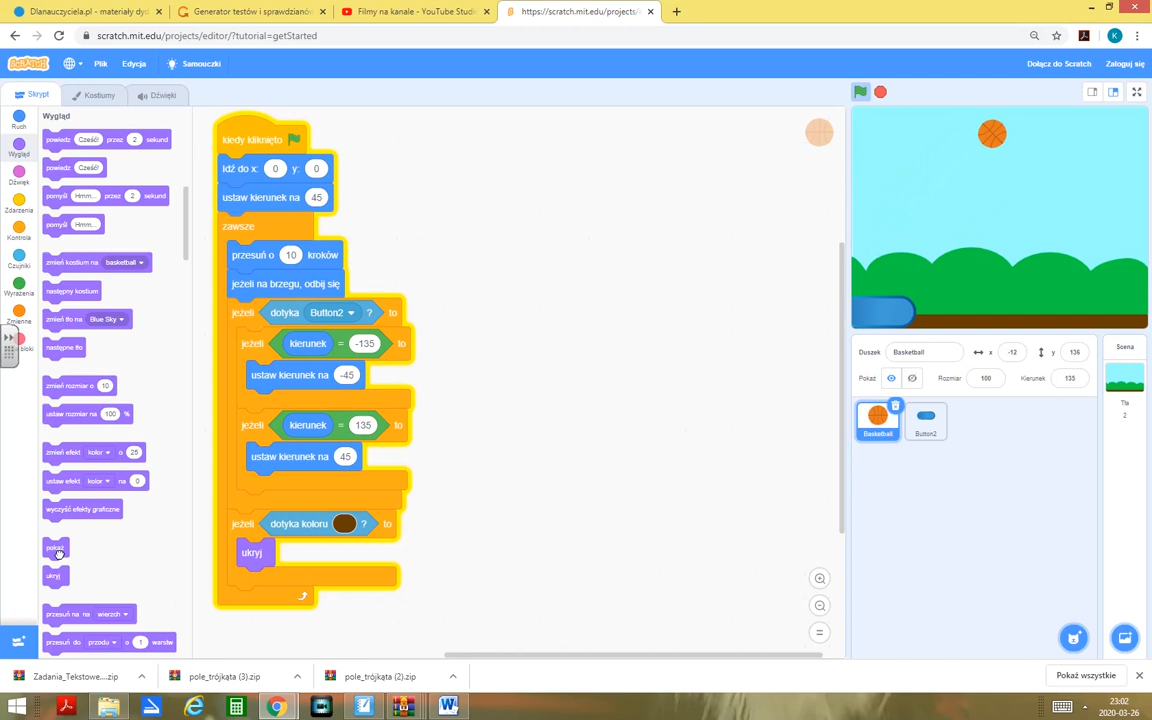 Dlanauczyciela.pl - materiały dyd
Generator testów i sprawdzianów
Filmy na kanale - YouTube Studi
https://scratch.mit.edu/projects/e
scratch.mit.edu/projects/editor/?tutorial=getStarted
K
SCRATCH
Plik
Edycja
Samouczki
Dołącz do Scratch
Zaloguj się
Skrypt
Kostiumy
Dźwięki
Ruch
Wygląd
Dźwięk
Zdarzenia
Kontrola
Czujniki
Wyrażenia
Zmienne
bloki
Wygląd
powiedz Cześć! przez 2 sekund
powiedz Cześć!
pomyśl Hmm... przez 2 sekund
pomyśl Hmm...
zmień kostium na basketball
następny kostium
zmień tło na Blue Sky
następne tło
zmień rozmiar o 10
ustaw rozmiar na 100 %
zmień efekt kolor o 25
ustaw efekt kolor na 0
wyczyść efekty graficzne
pokaż
ukryj
przesuń na na wierzch
przesuń do przodu o 1 warstw
kiedy kliknięto
Idź do x: 0 y: 0
ustaw kierunek na 45
zawsze
przesuń o 10 kroków
jeżeli na brzegu, odbij się
jeżeli dotyka Button2 ? to
jeżeli kierunek = -135 to
ustaw kierunek na -45
jeżeli kierunek = 135 to
ustaw kierunek na 45
jeżeli dotyka koloru ? to
ukryj
Duszek Basketball x -12 y 136
Pokaż Rozmiar 100 Kierunek 135
Basketball
Button2
Scena
Tła
2
Zadania_Tekstowe....zip
pole_trójkąta (3).zip
pole_trójkąta (2).zip
Pokaż wszystkie
23:02
2020-03-26